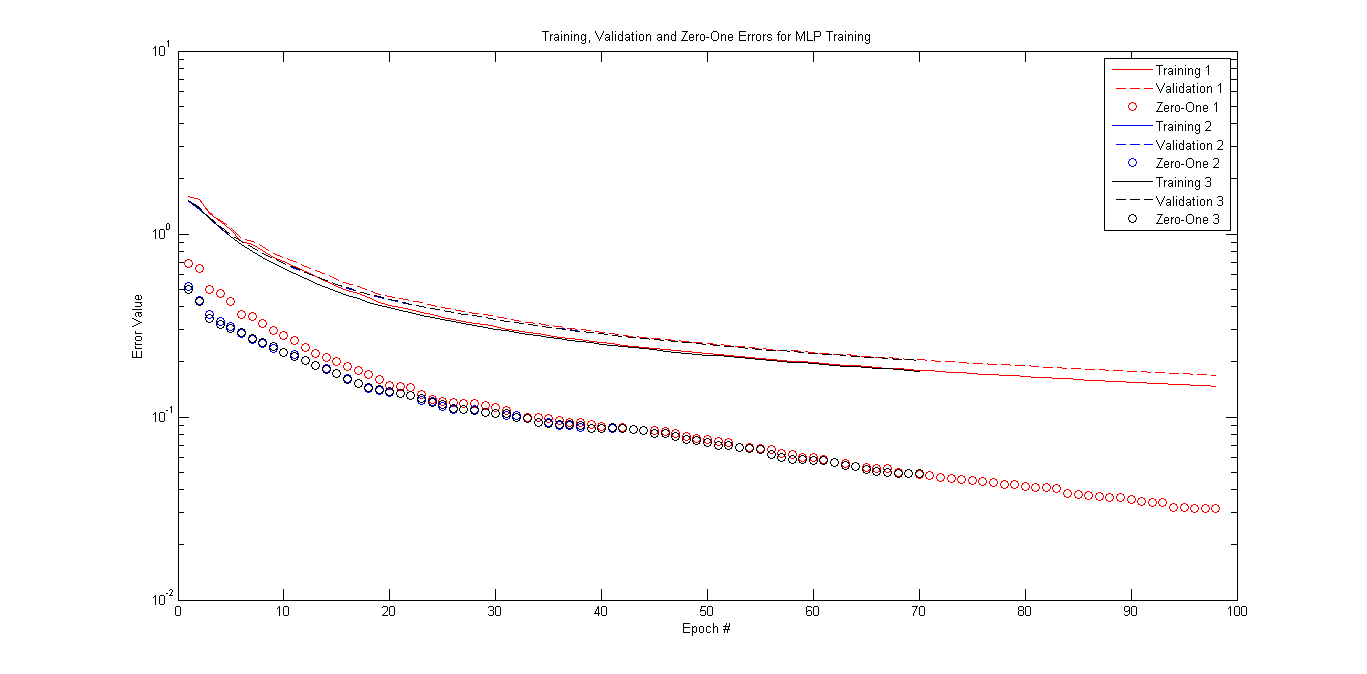 Training, Validation and Zero-One Errors for MLP Training
10^1
10^0
10^-1
10^-2
Error Value
Training 1
Validation 1
Zero-One 1
Training 2
Validation 2
Zero-One 2
Training 3
Validation 3
Zero-One 3
0 10 20 30 40 50 60 70 80 90 100
Epoch #